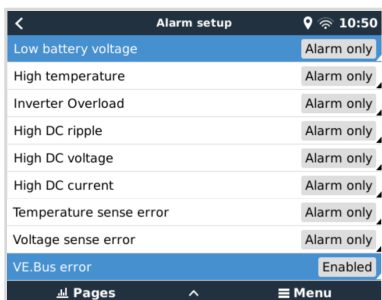 Alarm setup 10:50
Low battery voltage Alarm only
High temperature Alarm only
Inverter Overload Alarm only
High DC ripple Alarm only
High DC voltage Alarm only
High DC current Alarm only
Temperature sense error Alarm only
Voltage sense error Alarm only
VE.Bus error Enabled
Pages Menu